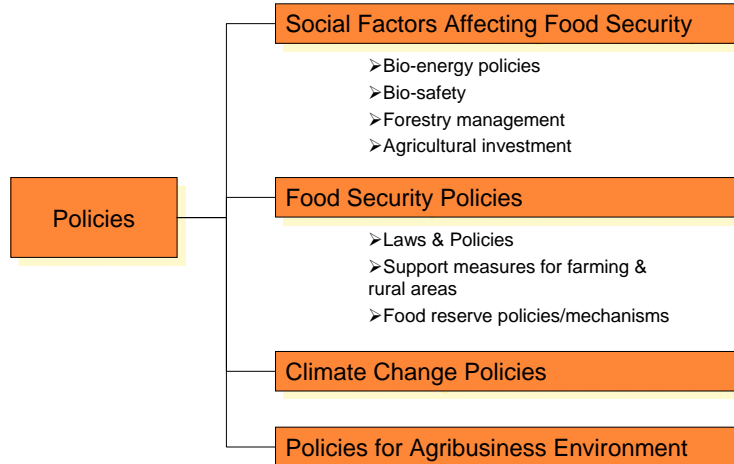 Social Factors Affecting Food Security
➢Bio-energy policies
➢Bio-safety
➢Forestry management
➢Agricultural investment
Policies
Food Security Policies
➢Laws & Policies
➢Support measures for farming &
rural areas
➢Food reserve policies/mechanisms
Climate Change Policies
Policies for Agribusiness Environment